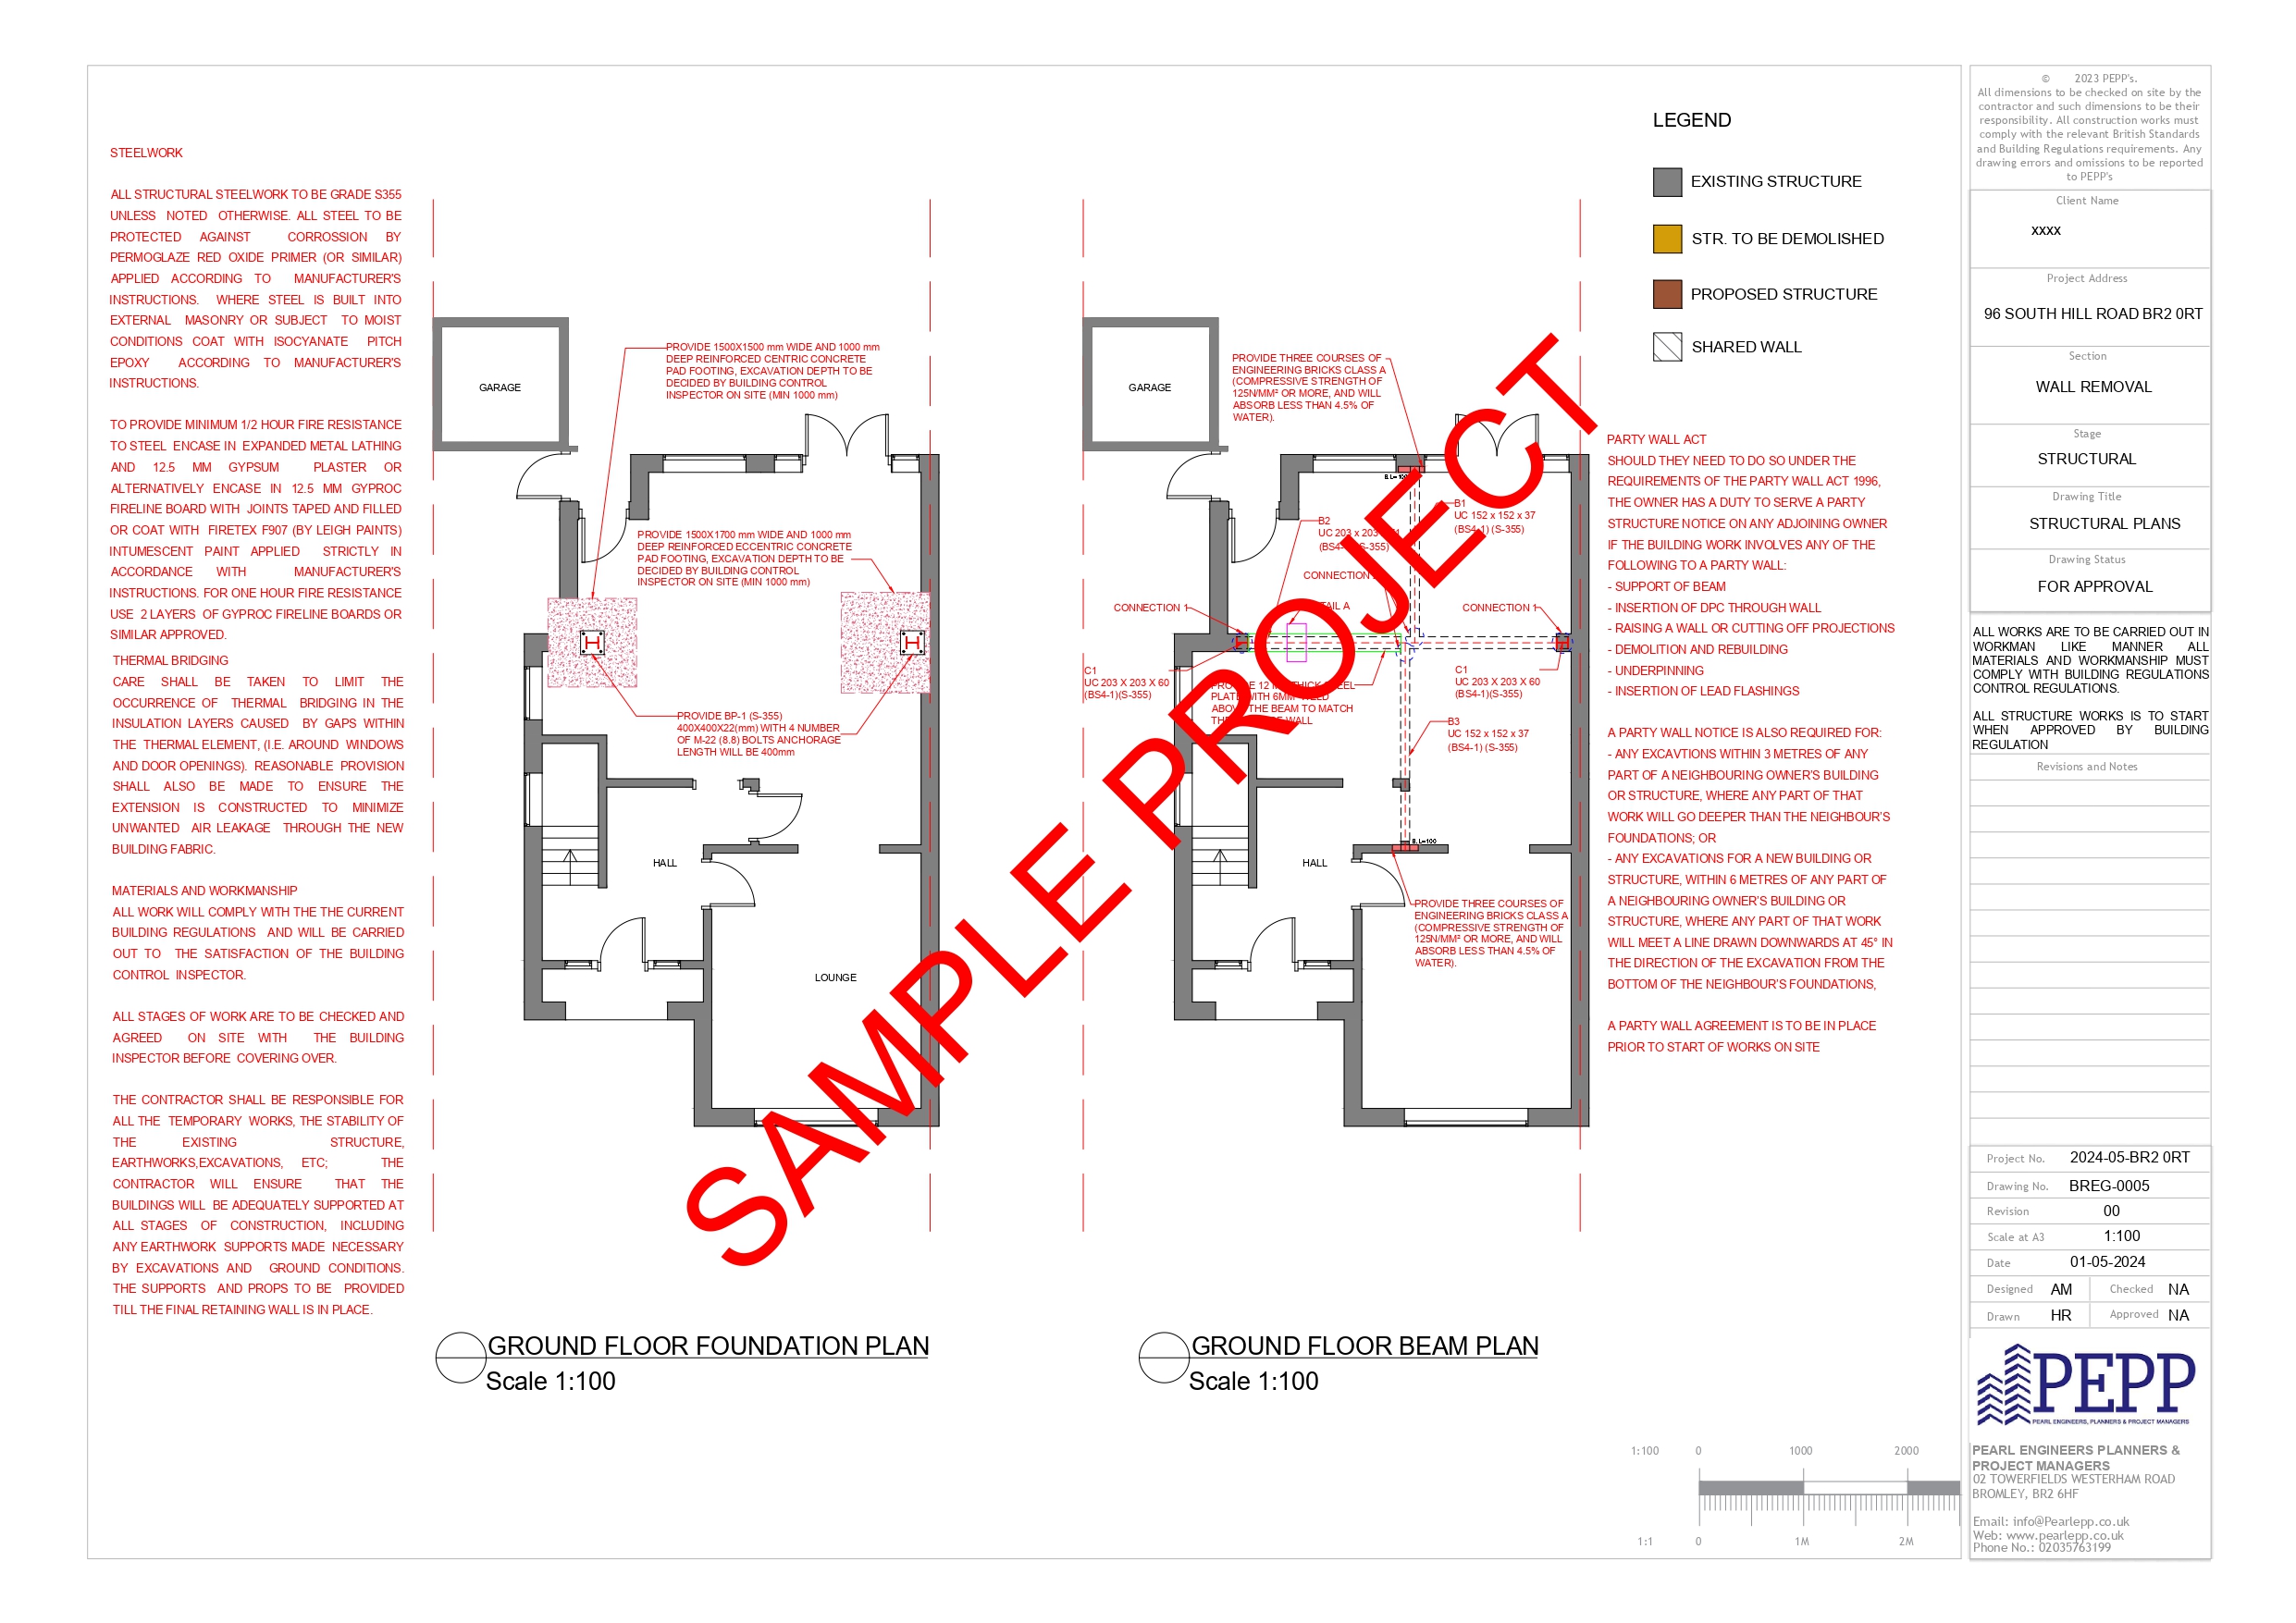 STEELWORK
ALL STRUCTURAL STEELWORK TO BE GRADE S355
UNLESS NOTED OTHERWISE. ALL STEEL TO BE
PROTECTED AGAINST CORROSSION BY
PERMOGLAZE RED OXIDE PRIMER (OR SIMILAR)
APPLIED ACCORDING TO MANUFACTURER'S
INSTRUCTIONS. WHERE STEEL IS BUILT INTO
EXTERNAL MASONRY OR SUBJECT TO MOIST
CONDITIONS COAT WITH ISOCYANATE PITCH
EPOXY ACCORDING TO MANUFACTURER'S
INSTRUCTIONS.
TO PROVIDE MINIMUM 1/2 HOUR FIRE RESISTANCE
TO STEEL ENCASE IN EXPANDED METAL LATHING
AND 12.5 MM GYPSUM PLASTER OR
ALTERNATIVELY ENCASE IN 12.5 MM GYPROC
FIRELINE BOARD WITH JOINTS TAPED AND FILLED
OR COAT WITH FIRETEX F907 (BY LEIGH PAINTS)
INTUMESCENT PAINT APPLIED STRICTLY IN
ACCORDANCE WITH MANUFACTURER'S
INSTRUCTIONS. FOR ONE HOUR FIRE RESISTANCE
USE 2 LAYERS OF GYPROC FIRELINE BOARDS OR
SIMILAR APPROVED.
THERMAL BRIDGING
CARE SHALL BE TAKEN TO LIMIT THE
OCCURRENCE OF THERMAL BRIDGING IN THE
INSULATION LAYERS CAUSED BY GAPS WITHIN
THE THERMAL ELEMENT, (I.E. AROUND WINDOWS
AND DOOR OPENINGS). REASONABLE PROVISION
SHALL ALSO BE MADE TO ENSURE THE
EXTENSION IS CONSTRUCTED TO MINIMIZE
UNWANTED AIR LEAKAGE THROUGH THE NEW
BUILDING FABRIC.
MATERIALS AND WORKMANSHIP
ALL WORK WILL COMPLY WITH THE THE CURRENT
BUILDING REGULATIONS AND WILL BE CARRIED
OUT TO THE SATISFACTION OF THE BUILDING
CONTROL INSPECTOR.
ALL STAGES OF WORK ARE TO BE CHECKED AND
AGREED ON SITE WITH THE BUILDING
INSPECTOR BEFORE COVERING OVER.
THE CONTRACTOR SHALL BE RESPONSIBLE FOR
ALL THE TEMPORARY WORKS, THE STABILITY OF
THE EXISTING STRUCTURE,
EARTHWORKS,EXCAVATIONS, ETC; THE
CONTRACTOR WILL ENSURE THAT THE
BUILDINGS WILL BE ADEQUATELY SUPPORTED AT
ALL STAGES OF CONSTRUCTION, INCLUDING
ANY EARTHWORK SUPPORTS MADE NECESSARY
BY EXCAVATIONS AND GROUND CONDITIONS.
THE SUPPORTS AND PROPS TO BE PROVIDED
TILL THE FINAL RETAINING WALL IS IN PLACE.
GARAGE
PROVIDE 1500X1500 mm WIDE AND 1000 mm
DEEP REINFORCED CENTRIC CONCRETE
PAD FOOTING, EXCAVATION DEPTH TO BE
DECIDED BY BUILDING CONTROL
INSPECTOR ON SITE (MIN 1000 mm)
PROVIDE 1500X1700 mm WIDE AND 1000 mm
DEEP REINFORCED ECCENTRIC CONCRETE
PAD FOOTING, EXCAVATION DEPTH TO BE
DECIDED BY BUILDING CONTROL
INSPECTOR ON SITE (MIN 1000 mm)
PROVIDE BP-1 (S-355)
400X400X22(mm) WITH 4 NUMBER
OF M-22 (8.8) BOLTS ANCHORAGE
LENGTH WILL BE 400mm
HALL
LOUNGE
GROUND FLOOR FOUNDATION PLAN
Scale 1:100
GARAGE
PROVIDE THREE COURSES OF
ENGINEERING BRICKS CLASS A
(COMPRESSIVE STRENGTH OF
125N/MM² OR MORE, AND WILL
ABSORB LESS THAN 4.5% OF
WATER).
B1
UC 152 x 152 x 37
(BS4-1) (S-355)
B2
UC 203 x 203
CONNECTION
CONNECTION 1
CONNECTION 1
C1
UC 203 X 203 X 60
(BS4-1)(S-355)
C1
UC 203 X 203 X 60
(BS4-1)(S-355)
THICK
PLATE WITH 6MM
THE BEAM TO MATCH
WALL
B3
UC 152 x 152 x 37
(BS4-1) (S-355)
B.L=100
HALL
PROVIDE THREE COURSES OF
ENGINEERING BRICKS CLASS A
(COMPRESSIVE STRENGTH OF
125N/MM² OR MORE, AND WILL
ABSORB LESS THAN 4.5% OF
WATER).
GROUND FLOOR BEAM PLAN
Scale 1:100
SAMPLE PROJECT
LEGEND
EXISTING STRUCTURE
STR. TO BE DEMOLISHED
PROPOSED STRUCTURE
SHARED WALL
PARTY WALL ACT
SHOULD THEY NEED TO DO SO UNDER THE
REQUIREMENTS OF THE PARTY WALL ACT 1996,
THE OWNER HAS A DUTY TO SERVE A PARTY
STRUCTURE NOTICE ON ANY ADJOINING OWNER
IF THE BUILDING WORK INVOLVES ANY OF THE
FOLLOWING TO A PARTY WALL:
- SUPPORT OF BEAM
- INSERTION OF DPC THROUGH WALL
- RAISING A WALL OR CUTTING OFF PROJECTIONS
- DEMOLITION AND REBUILDING
- UNDERPINNING
- INSERTION OF LEAD FLASHINGS
A PARTY WALL NOTICE IS ALSO REQUIRED FOR:
- ANY EXCAVTIONS WITHIN 3 METRES OF ANY
PART OF A NEIGHBOURING OWNER'S BUILDING
OR STRUCTURE, WHERE ANY PART OF THAT
WORK WILL GO DEEPER THAN THE NEIGHBOUR'S
FOUNDATIONS; OR
- ANY EXCAVATIONS FOR A NEW BUILDING OR
STRUCTURE, WITHIN 6 METRES OF ANY PART OF
A NEIGHBOURING OWNER'S BUILDING OR
STRUCTURE, WHERE ANY PART OF THAT WORK
WILL MEET A LINE DRAWN DOWNWARDS AT 45° IN
THE DIRECTION OF THE EXCAVATION FROM THE
BOTTOM OF THE NEIGHBOUR'S FOUNDATIONS,
A PARTY WALL AGREEMENT IS TO BE IN PLACE
PRIOR TO START OF WORKS ON SITE
1:100 0 1000 2000
1:1 0 1M 2M
© 2023 PEPP's.
All dimensions to be checked on site by the
contractor and such dimensions to be their
responsibility. All construction works must
comply with the relevant British Standards
and Building Regulations requirements. Any
drawing errors and omissions to be reported
to PEPP's
Client Name
xxxx
Project Address
96 SOUTH HILL ROAD BR2 0RT
Section
WALL REMOVAL
Stage
STRUCTURAL
Drawing Title
STRUCTURAL PLANS
Drawing Status
FOR APPROVAL
ALL WORKS ARE TO BE CARRIED OUT IN
WORKMAN LIKE MANNER ALL
MATERIALS AND WORKMANSHIP MUST
COMPLY WITH BUILDING REGULATIONS
CONTROL REGULATIONS.
ALL STRUCTURE WORKS IS TO START
WHEN APPROVED BY BUILDING
REGULATION
Revisions and Notes
Project No. 2024-05-BR2 0RT
Drawing No. BREG-0005
Revision 00
Scale at A3 1:100
Date 01-05-2024
Designed AM Checked NA
Drawn HR Approved NA
PEPP
PEARL ENGINEERS, PLANNERS & PROJECT MANAGERS
PEARL ENGINEERS PLANNERS &
PROJECT MANAGERS
02 TOWERFIELDS WESTERHAM ROAD
BROMLEY, BR2 6HF
Email: info@Pearlepp.co.uk
Web: www.pearlepp.co.uk
Phone No.: 02035763199